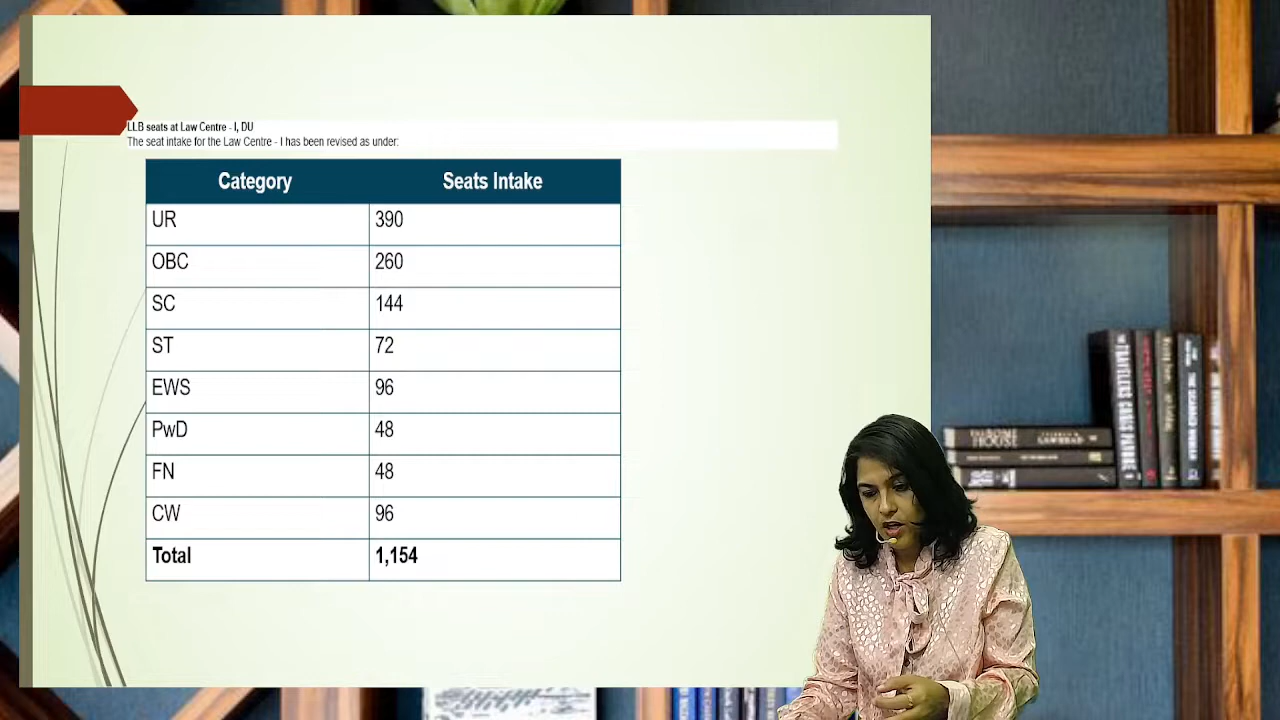 LLB seats at Law Centre - I, DU
The seat intake for the Law Centre - I has been revised as under:
Category Seats Intake
UR 390
OBC 260
SC 144
ST 72
EWS 96
PwD 48
FN 48
CW 96
Total 1,154
HOUSE